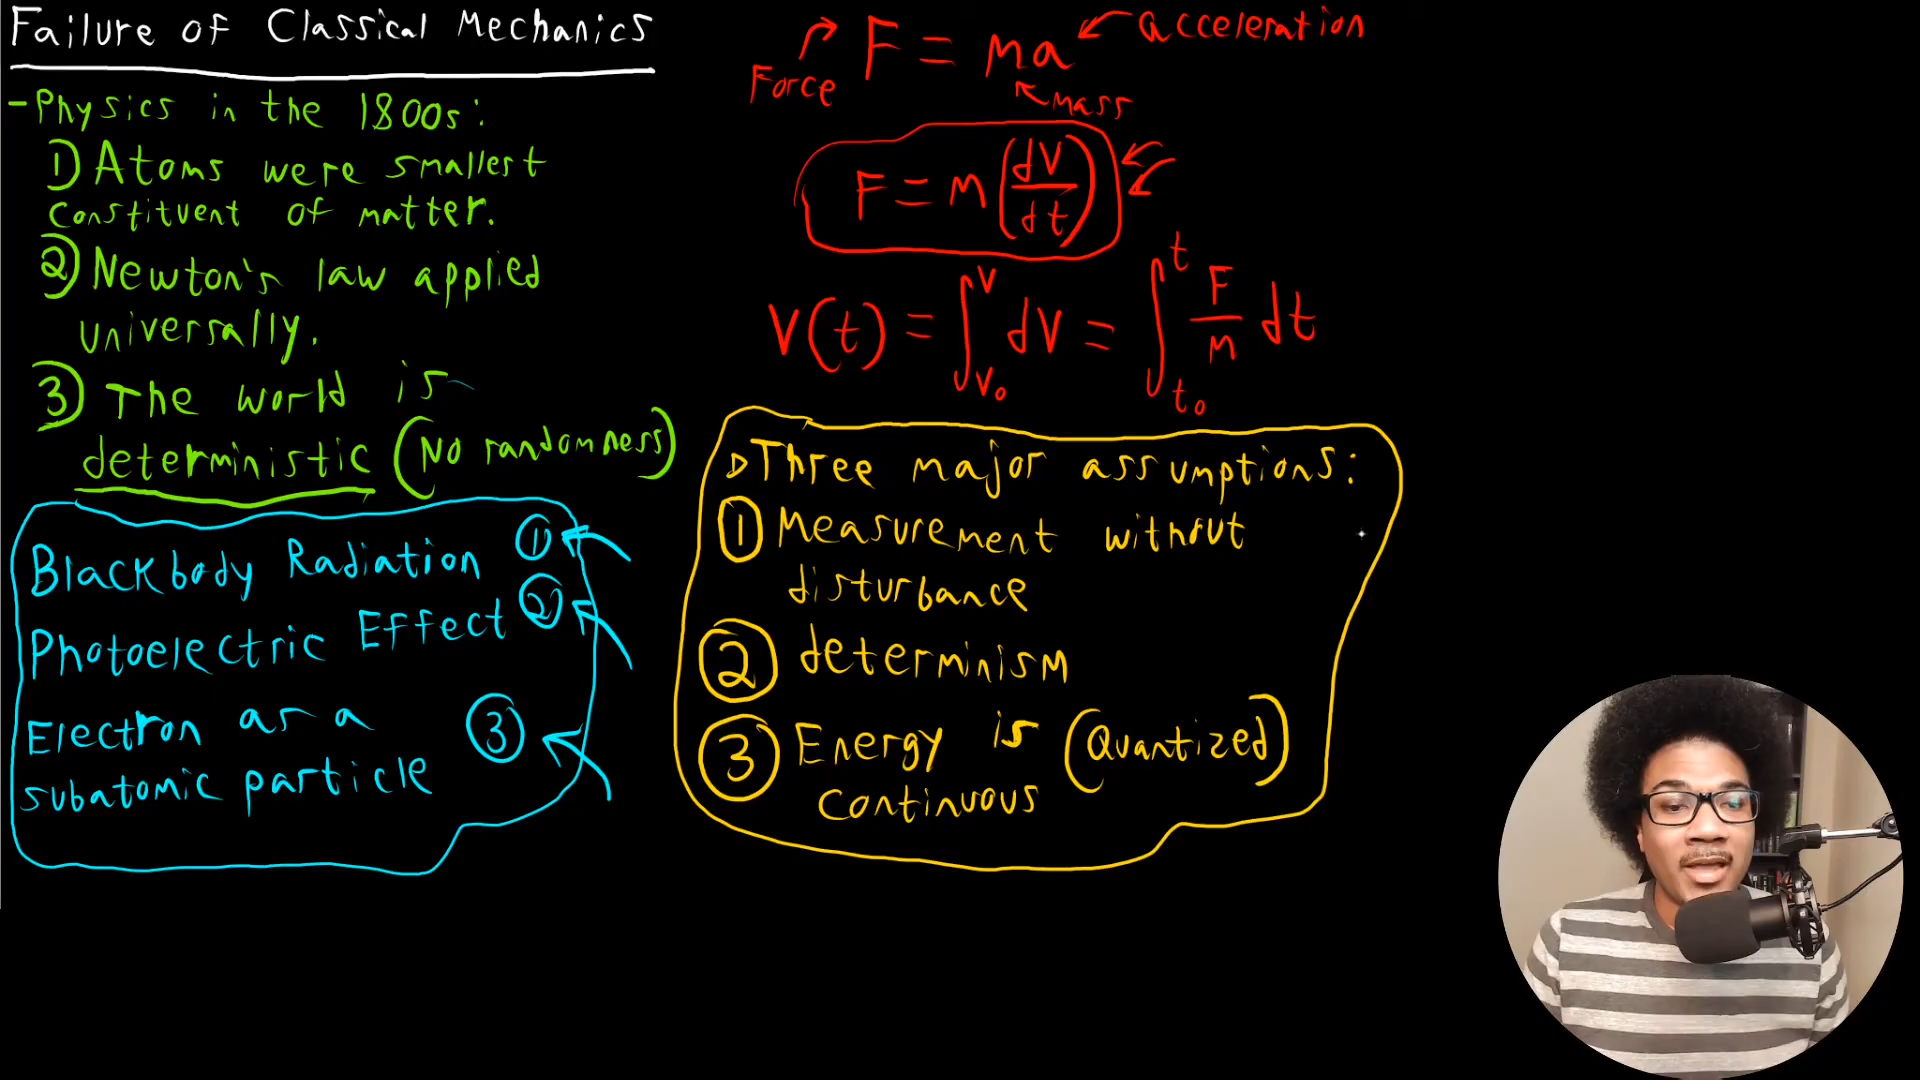 Failure of Classical Mechanics
-Physics in the 1800s:
1) Atoms were smallest
constituent of matter.
2) Newton's law applied
universally.
3) The world is
deterministic (No randomness)
Blackbody Radiation 1
Photoelectric Effect 2
Electron as a
subatomic particle 3
F = ma
acceleration
Force
mass
F = m(dV/dt)
V(t) = ∫ V V₀ dV = ∫ t t₀ F/m dt
▷Three major assumptions:
1 Measurement without
disturbance
2 determinism
3 Energy is (Quantized)
continuous